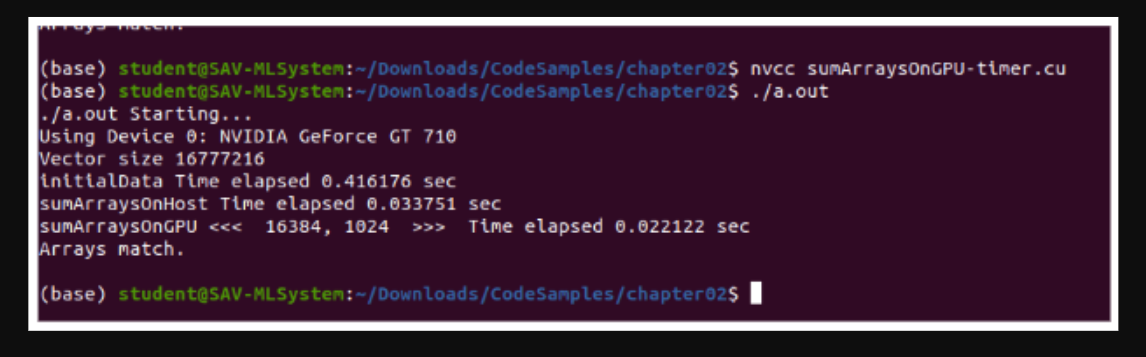 Arrays match.
(base) student@SAV-MLSystem:~/Downloads/CodeSamples/chapter02$ nvcc sumArraysOnGPU-timer.cu
(base) student@SAV-MLSystem:~/Downloads/CodeSamples/chapter02$ ./a.out
./a.out Starting...
Using Device 0: NVIDIA GeForce GT 710
Vector size 16777216
initialData Time elapsed 0.416176 sec
sumArraysOnHost Time elapsed 0.033751 sec
sumArraysOnGPU <<<  16384, 1024  >>>  Time elapsed 0.022122 sec
Arrays match.
(base) student@SAV-MLSystem:~/Downloads/CodeSamples/chapter02$